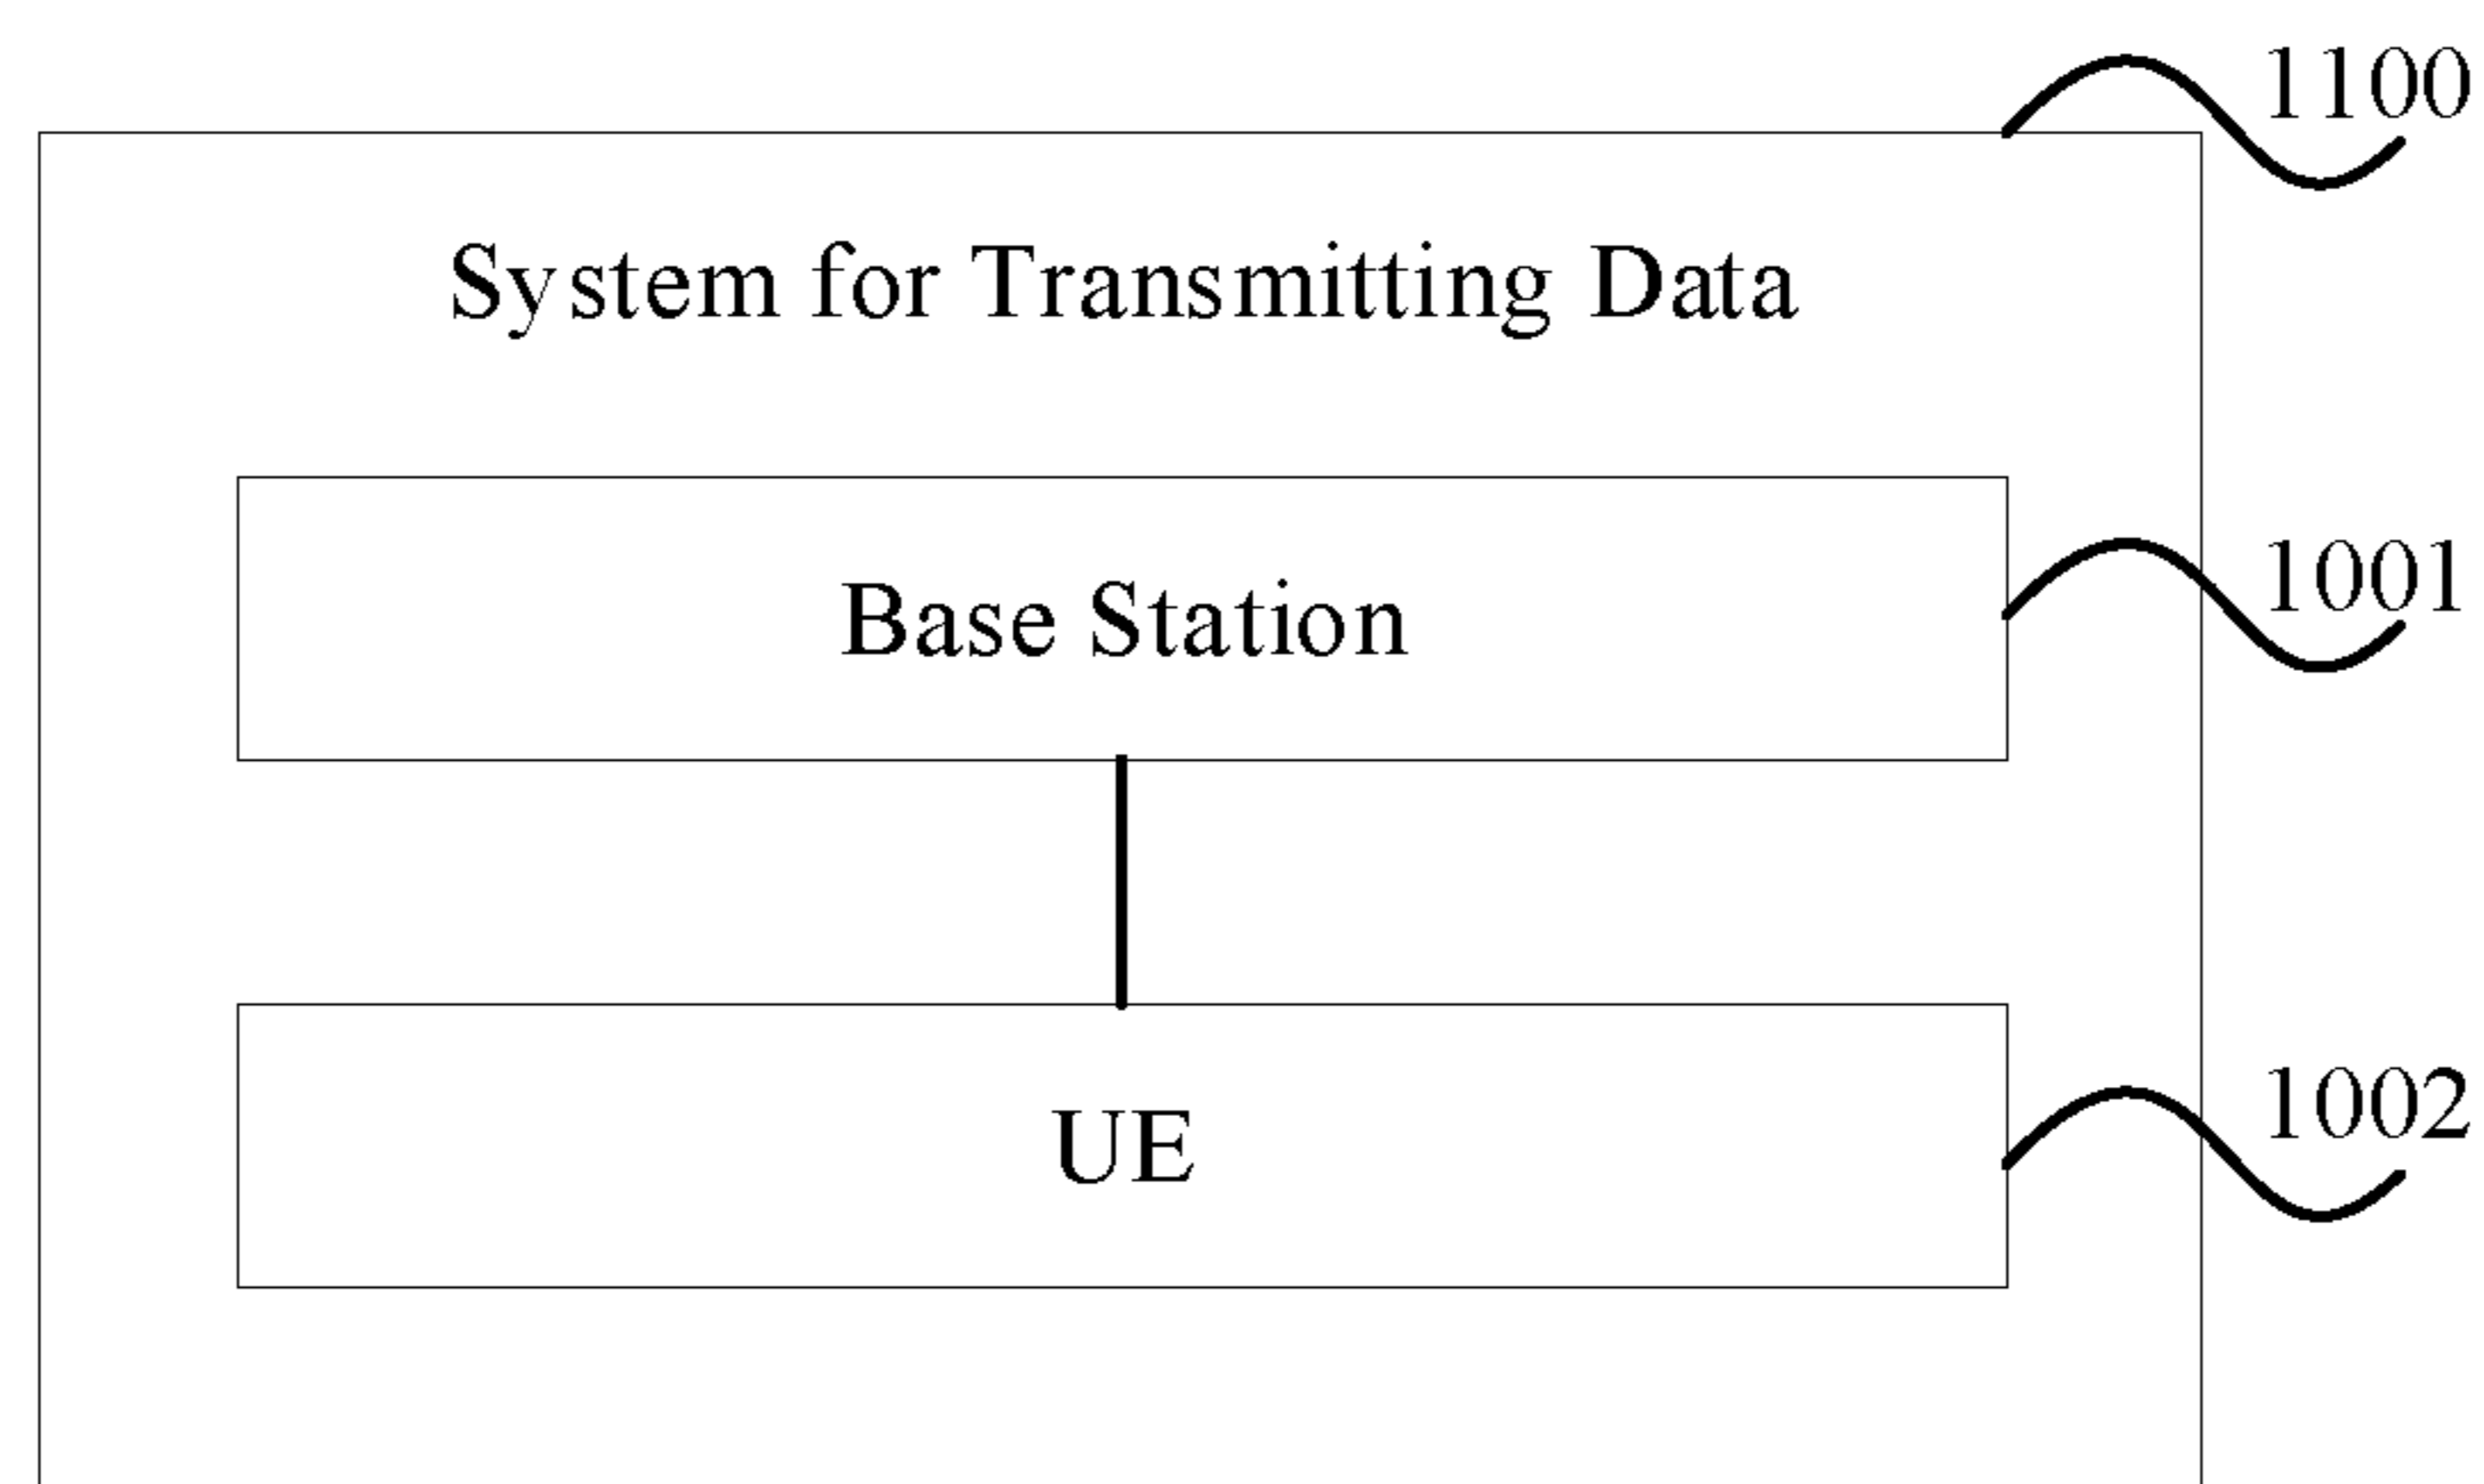 1100
System for Transmitting Data
Base Station
1001
UE
1002